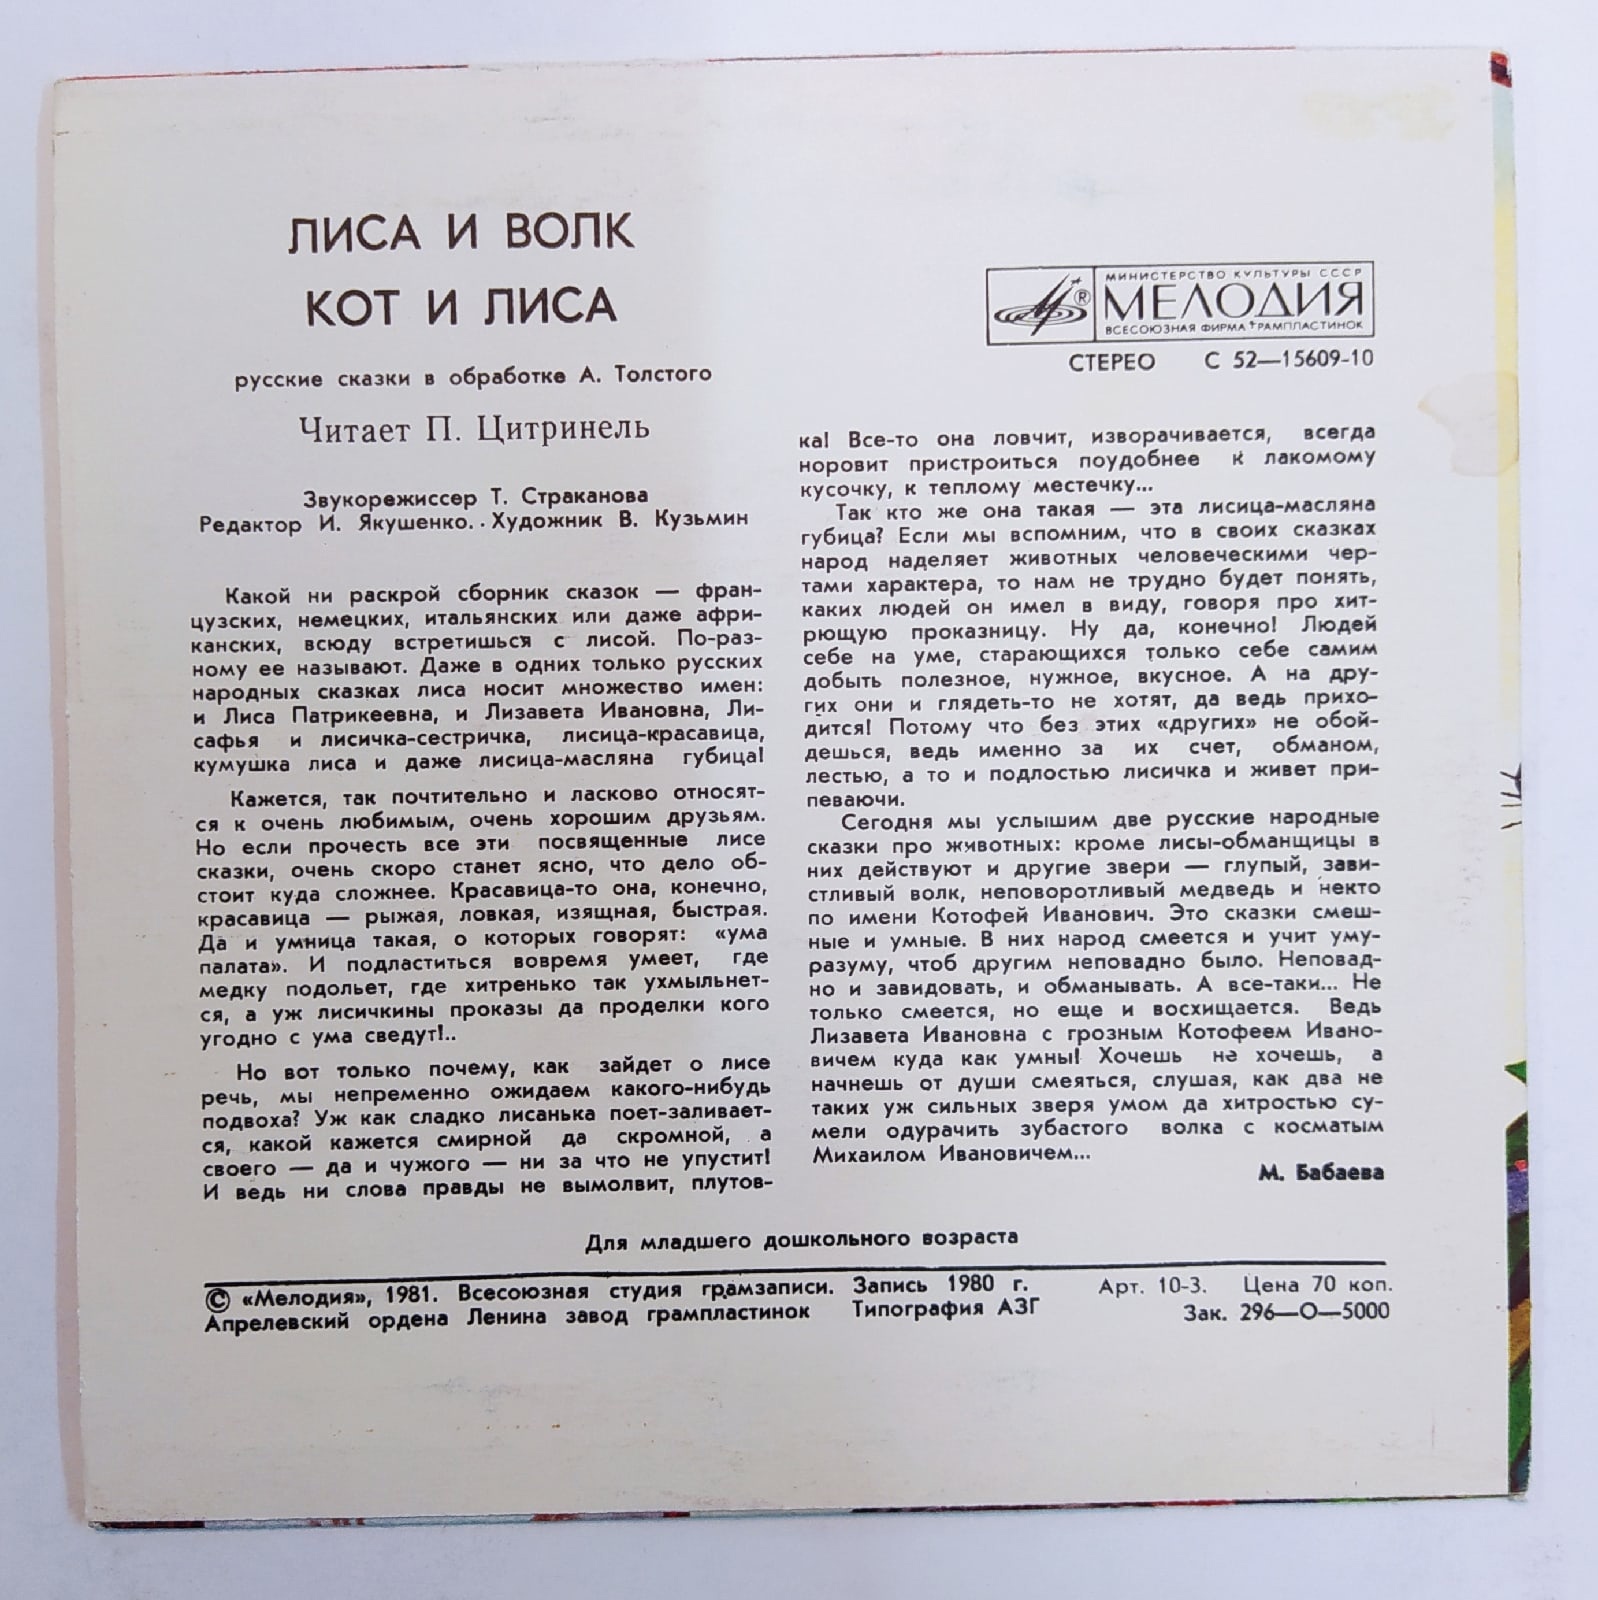 ЛИСА И ВОЛК
КОТ И ЛИСА
русские сказки в обработке А. Толстого
Читает П. Цитринель
Звукорежиссер Т. Страканова
Редактор И. Якушенко. Художник В. Кузьмин
Какой ни раскрой сборник сказок — фран-
цузских, немецких, итальянских или даже афри-
канских, всюду встретишься с лисой. По-раз-
ному ее называют. Даже в одних только русских
народных сказках лиса носит множество имен:
и Лиса Патрикеевна, и Лизавета Ивановна, Ли-
сафья и лисичка-сестричка, лисица-красавица,
кумушка лиса и даже лисица-масляна губица!
Кажется, так почтительно и ласково относят-
ся к очень любимым, очень хорошим друзьям.
Но если прочесть все эти посвященные лисе
сказки, очень скоро станет ясно, что дело об-
стоит куда сложнее. Красавица-то она, конечно,
красавица — рыжая, ловкая, изящная, быстрая.
Да и умница такая, о которых говорят: «ума
палата». И подластиться вовремя умеет, где
медку подольет, где хитренько так ухмыльнет-
ся, а уж лисичкины проказы да проделки кого
угодно с ума сведут!..
Но вот только почему, как зайдет о лисе
речь, мы непременно ожидаем какого-нибудь
подвоха? Уж как сладко лисанька поет-заливает-
ся, какой кажется смирной да скромной, а
своего — да и чужого — ни за что не упустит!
И ведь ни слова правды не вымолвит, плутов-
МИНИСТЕРСТВО КУЛЬТУРЫ СССР
МЕЛОДИЯ
ВСЕСОЮЗНАЯ ФИРМА ГРАМПЛАСТИНОК
®
СТЕРЕО С 52—15609-10
ка! Все-то она ловчит, изворачивается, всегда
норовит пристроиться поудобнее к лакомому
кусочку, к теплому местечку...
Так кто же она такая — эта лисица-масляна
губица? Если мы вспомним, что в своих сказках
народ наделяет животных человеческими чер-
тами характера, то нам не трудно будет понять,
каких людей он имел в виду, говоря про хит-
рющую проказницу. Ну да, конечно! Людей
себе на уме, старающихся только себе самим
добыть полезное, нужное, вкусное. А на дру-
гих они и глядеть-то не хотят, да ведь прихо-
дится! Потому что без этих «других» не обой-
дешься, ведь именно за их счет, обманом,
лестью, а то и подлостью лисичка и живет при-
певаючи.
Сегодня мы услышим две русские народные
сказки про животных: кроме лисы-обманщицы в
них действуют и другие звери — глупый, зави-
стливый волк, неповоротливый медведь и некто
по имени Котофей Иванович. Это сказки смеш-
ные и умные. В них народ смеется и учит уму-
разуму, чтоб другим неповадно было. Неповад-
но и завидовать, и обманывать. А все-таки... Не
только смеется, но еще и восхищается. Ведь
Лизавета Ивановна с грозным Котофеем Ивано-
вичем куда как умны! Хочешь не хочешь, а
начнешь от души смеяться, слушая, как два не
таких уж сильных зверя умом да хитростью су-
мели одурачить зубастого волка с косматым
Михаилом Ивановичем...
М. Бабаева
Для младшего дошкольного возраста
© «Мелодия», 1981. Всесоюзная студия грамзаписи. Запись 1980 г. Арт. 10-3. Цена 70 коп.
Апрелевский ордена Ленина завод грампластинок Типография АЗГ Зак. 296—О—5000